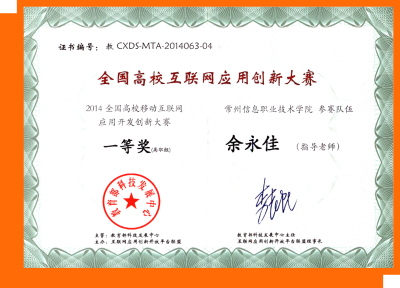 证书编号：教 CXDS-MTA-2014063-04
全国高校互联网应用创新大赛
2014 全国高校移动互联网
应用开发创新大赛
一等奖(高职组)
常州信息职业技术学院 参赛队伍
余永佳 (指导老师)
教育部科技发展中心
主管：教育部科技发展中心
主办：互联网应用创新开放平台联盟
教育部科技发展中心主任
互联网应用创新开放平台联盟理事长